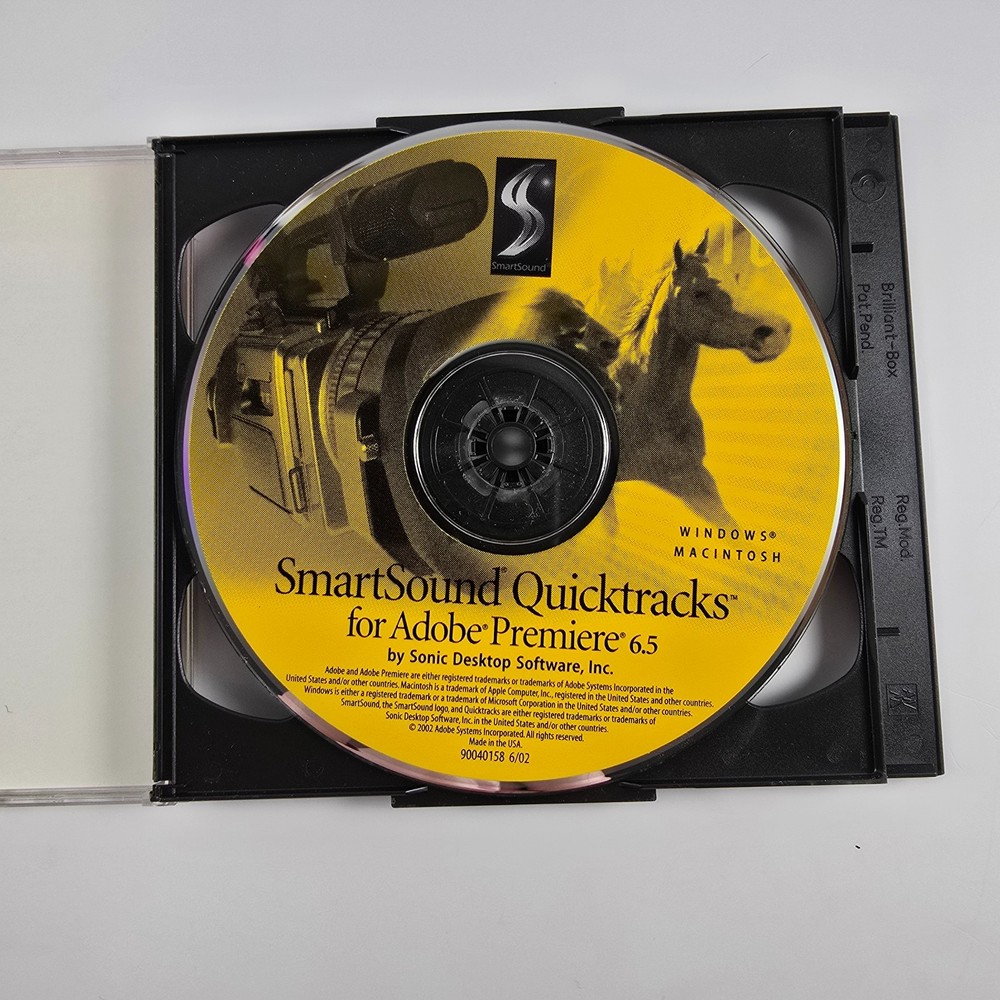 SmartSound®
WINDOWS®
MACINTOSH
SmartSound® Quicktracks™
for Adobe® Premiere® 6.5
by Sonic Desktop Software, Inc.
Adobe and Adobe Premiere are either registered trademarks or trademarks of Adobe Systems Incorporated in the
United States and/or other countries. Macintosh is a trademark of Apple Computer, Inc., registered in the United States and other countries.
Windows is either a registered trademark or a trademark of Microsoft Corporation in the United States and/or other countries.
SmartSound, the SmartSound logo, and Quicktracks are either registered trademarks or trademarks of
Sonic Desktop Software, Inc. in the United States and/or other countries.
© 2002 Adobe Systems Incorporated. All rights reserved.
Made in the USA.
90040158 6/02
Brilliant-Box
Pat.Pend.
Reg.Mod.
Reg.TM